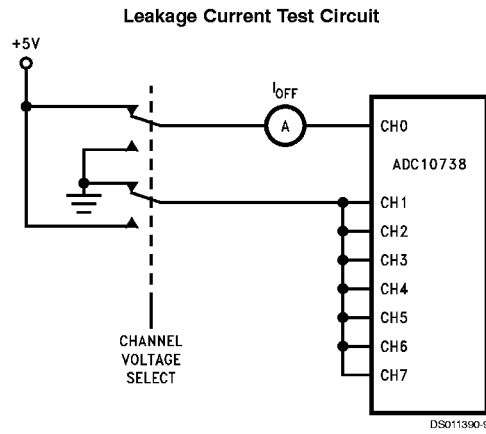 Leakage Current Test Circuit
+5V
IOFF
A
CH0
ADC10738
CH1
CH2
CH3
CH4
CH5
CH6
CH7
CHANNEL
VOLTAGE
SELECT
DS011390-9